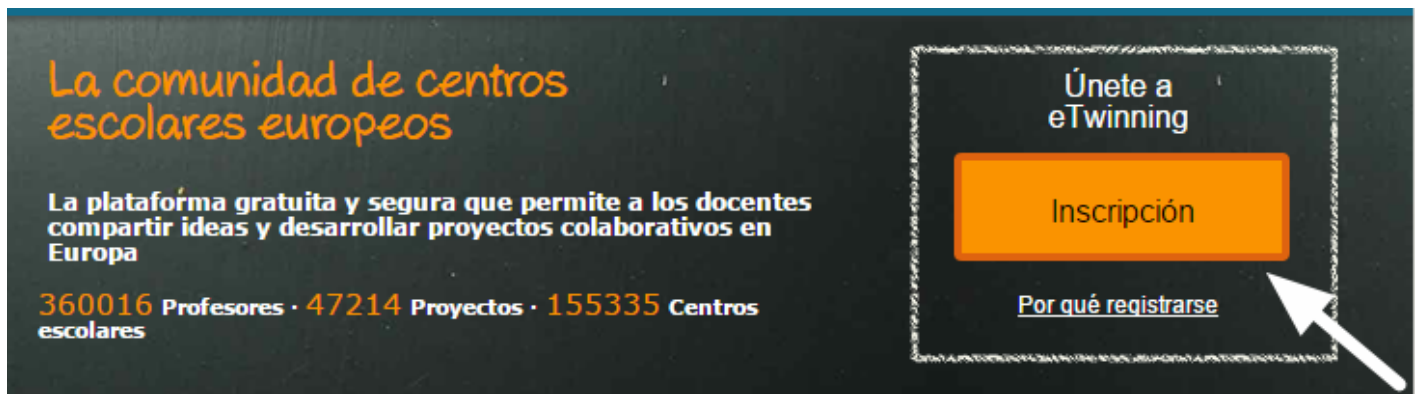 La comunidad de centros
escolares europeos
La plataforma gratuita y segura que permite a los docentes
compartir ideas y desarrollar proyectos colaborativos en
Europa
360016 Profesores · 47214 Proyectos · 155335 Centros
escolares
Únete a
eTwinning
Inscripción
Por qué registrarse